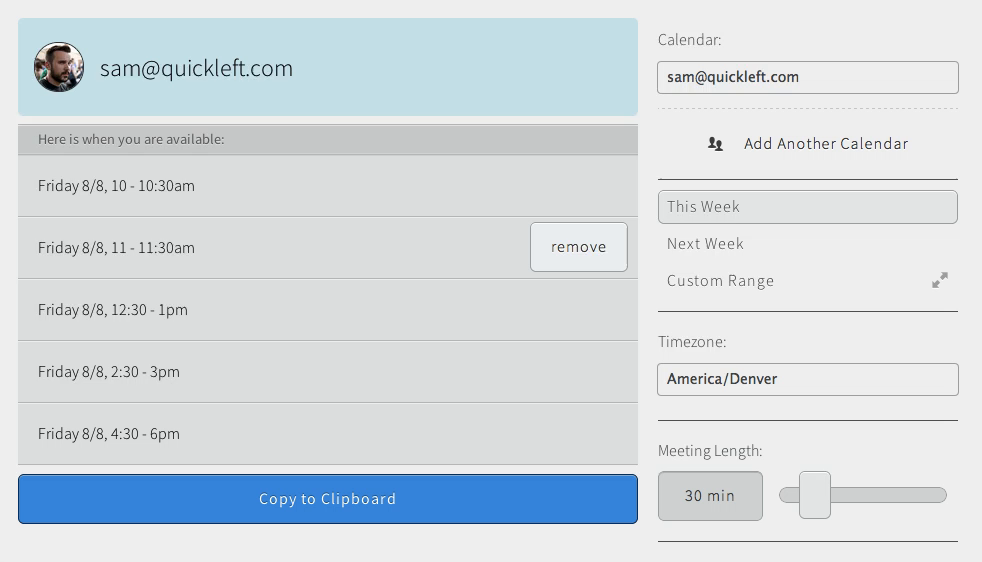 sam@quickleft.com
Here is when you are available:
Friday 8/8, 10 - 10:30am
Friday 8/8, 11 - 11:30am
remove
Friday 8/8, 12:30 - 1pm
Friday 8/8, 2:30 - 3pm
Friday 8/8, 4:30 - 6pm
Copy to Clipboard
Calendar:
sam@quickleft.com
Add Another Calendar
This Week
Next Week
Custom Range
Timezone:
America/Denver
Meeting Length:
30 min